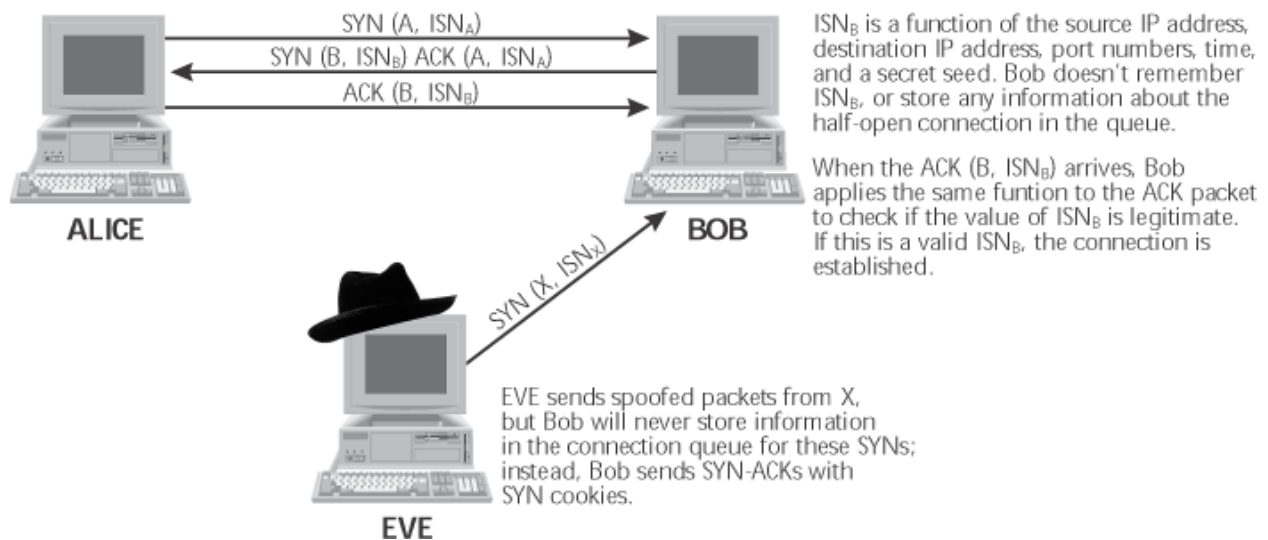 SYN (A, ISNA)
SYN (B, ISNB) ACK (A, ISNA)
ACK (B, ISNB)
ALICE
BOB
ISNB is a function of the source IP address,
destination IP address, port numbers, time,
and a secret seed. Bob doesn't remember
ISNB, or store any information about the
half-open connection in the queue.
When the ACK (B, ISNB) arrives, Bob
applies the same funtion to the ACK packet
to check if the value of ISNB is legitimate.
If this is a valid ISNB, the connection is
established.
SYN (X, ISNX)
EVE sends spoofed packets from X,
but Bob will never store information
in the connection queue for these SYNs;
instead, Bob sends SYN-ACKs with
SYN cookies.
EVE